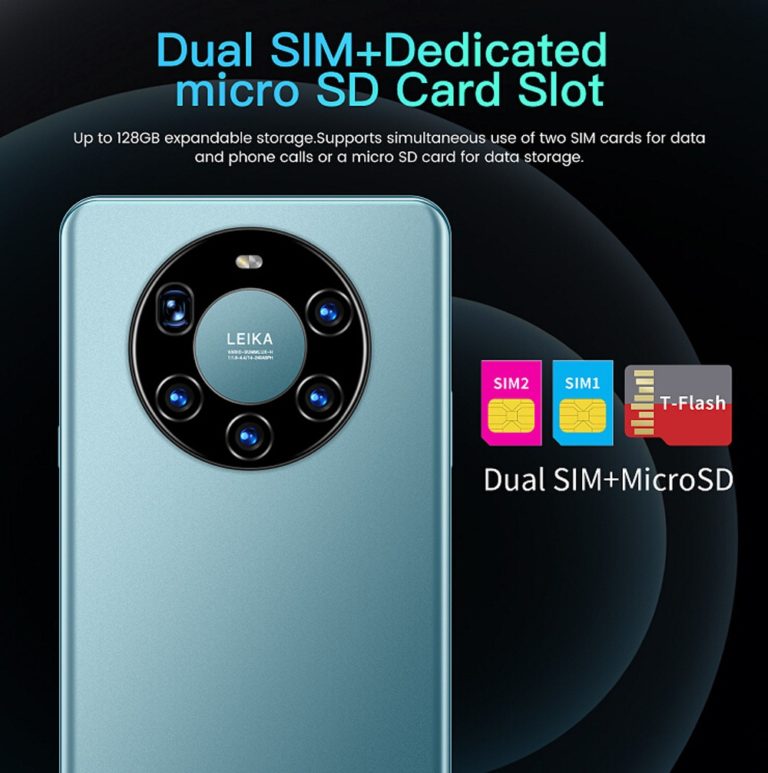 Dual SIM+Dedicated
micro SD Card Slot
Up to 128GB expandable storage.Supports simultaneous use of two SIM cards for data
and phone calls or a micro SD card for data storage.
LEIKA
SIM2
SIM1
T-Flash
Dual SIM+MicroSD